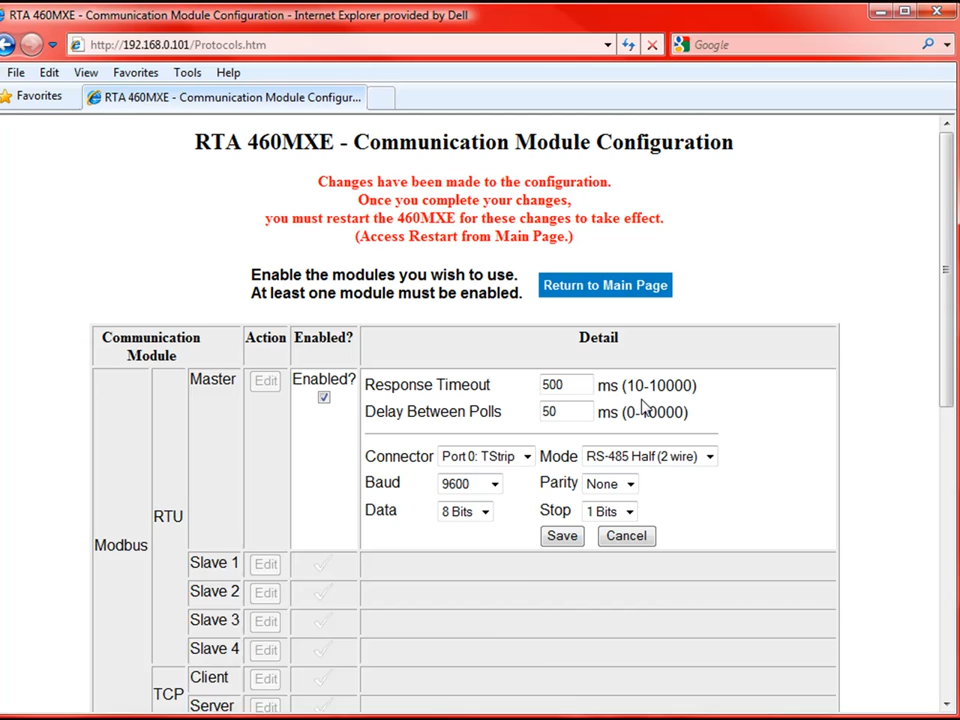 RTA 460MXE - Communication Module Configuration - Internet Explorer provided by Dell
http://192.168.0.101/Protocols.htm
Google
File Edit View Favorites Tools Help
Favorites
RTA 460MXE - Communication Module Configur...
RTA 460MXE - Communication Module Configuration
Changes have been made to the configuration.
Once you complete your changes,
you must restart the 460MXE for these changes to take effect.
(Access Restart from Main Page.)
Enable the modules you wish to use.
At least one module must be enabled.
Return to Main Page
Communication
Module
Action
Enabled?
Detail
Modbus
RTU
Master
Edit
Enabled?
Response Timeout 500 ms (10-10000)
Delay Between Polls 50 ms (0-10000)
Connector Port 0: TStrip Mode RS-485 Half (2 wire)
Baud 9600 Parity None
Data 8 Bits Stop 1 Bits
Save Cancel
Slave 1 Edit
Slave 2 Edit
Slave 3 Edit
Slave 4 Edit
TCP
Client Edit
Server Edit